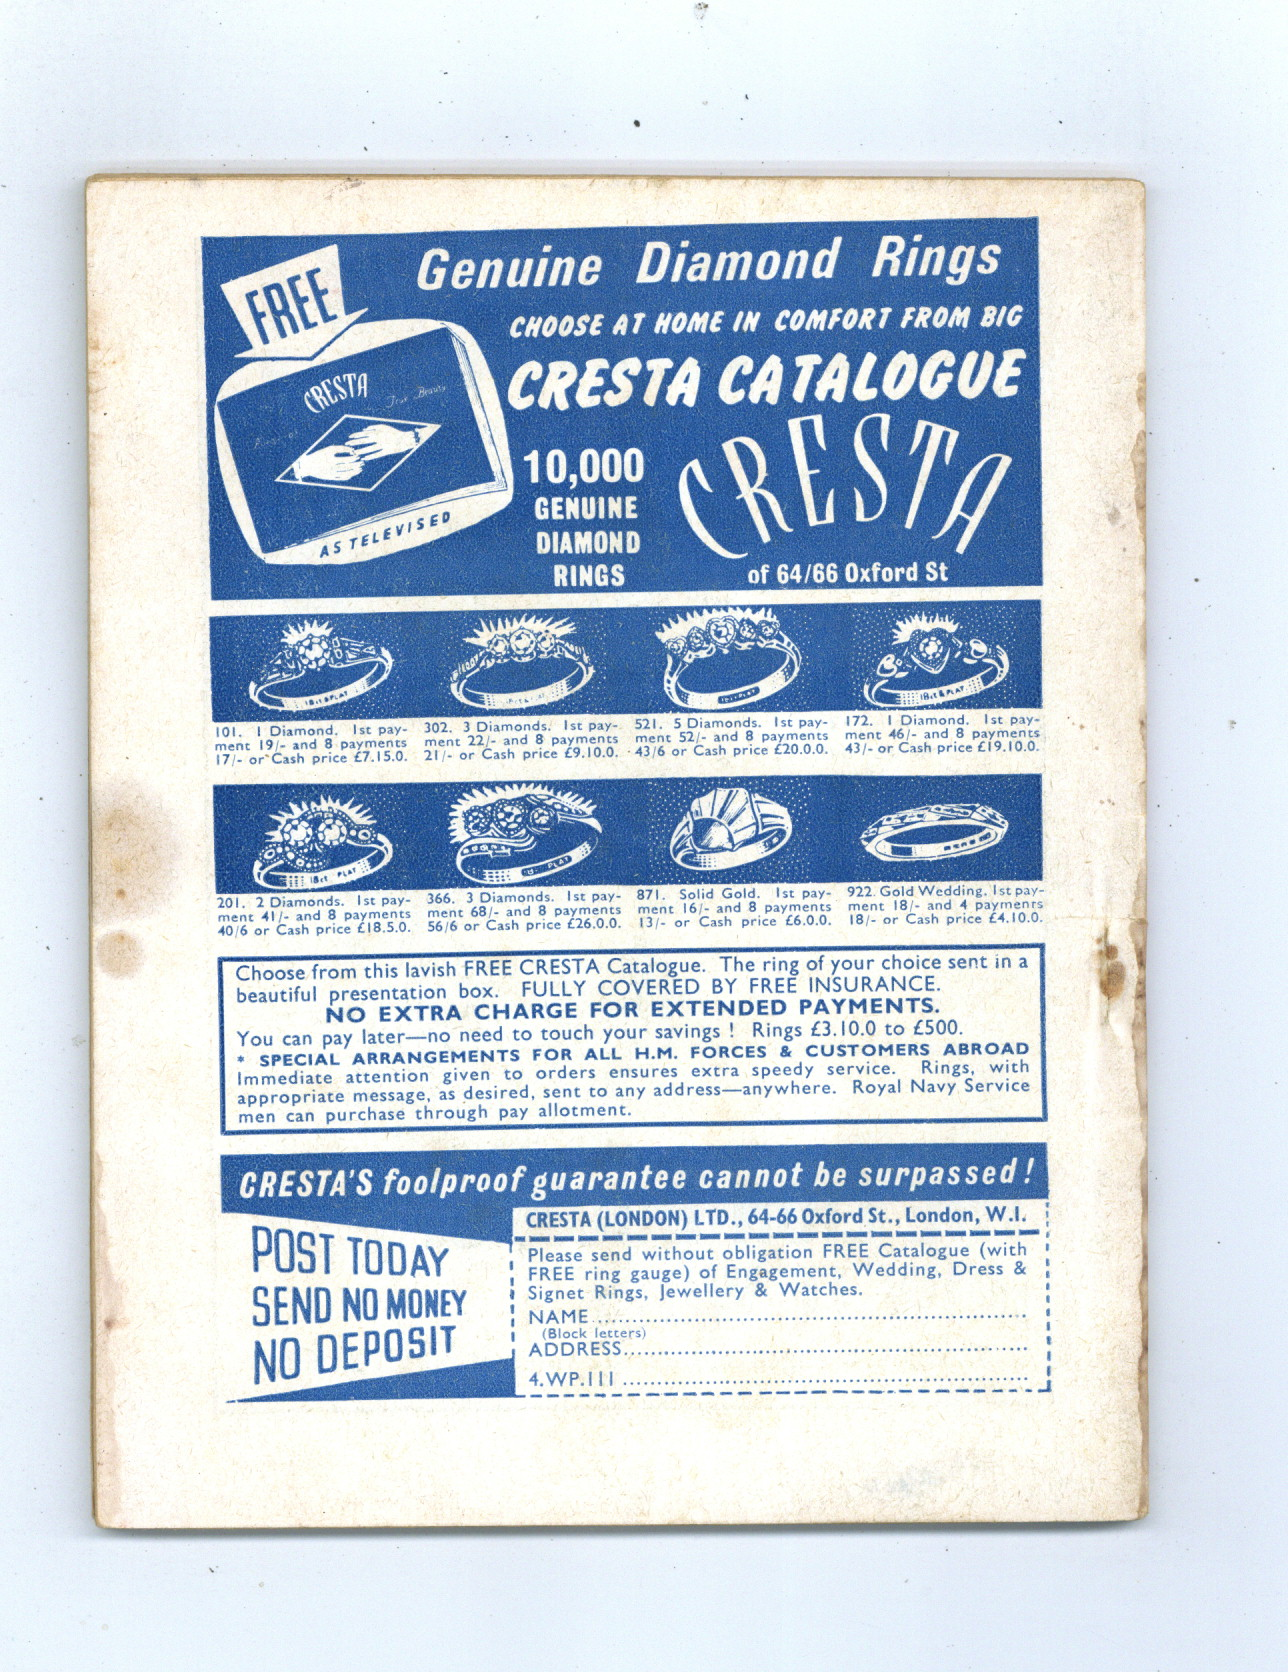 FREE
Genuine Diamond Rings
CHOOSE AT HOME IN COMFORT FROM BIG
CRESTA CATALOGUE
CRESTA
True Beauty
AS TELEVISED
10,000
GENUINE
DIAMOND
RINGS
CRESTA
of 64/66 Oxford St
18ct & PLAT
18ct & PLAT
101. 1 Diamond. 1st pay-
ment 19/- and 8 payments
17/- or Cash price £7.15.0.
302. 3 Diamonds. 1st pay-
ment 22/- and 8 payments
21/- or Cash price £9.10.0.
521. 5 Diamonds. 1st pay-
ment 52/- and 8 payments
43/6 or Cash price £20.0.0.
172. 1 Diamond. 1st pay-
ment 46/- and 8 payments
43/- or Cash price £19.10.0.
18ct PLAT
PLAT
201. 2 Diamonds. 1st pay-
ment 41/- and 8 payments
40/6 or Cash price £18.5.0.
366. 3 Diamonds. 1st pay-
ment 68/- and 8 payments
56/6 or Cash price £26.0.0.
871. Solid Gold. 1st pay-
ment 16/- and 8 payments
13/- or Cash price £6.0.0.
922. Gold Wedding. 1st pay-
ment 18/- and 4 payments
18/- or Cash price £4.10.0.
Choose from this lavish FREE CRESTA Catalogue. The ring of your choice sent in a
beautiful presentation box. FULLY COVERED BY FREE INSURANCE.
NO EXTRA CHARGE FOR EXTENDED PAYMENTS.
You can pay later—no need to touch your savings ! Rings £3.10.0 to £500.
* SPECIAL ARRANGEMENTS FOR ALL H.M. FORCES & CUSTOMERS ABROAD
Immediate attention given to orders ensures extra speedy service. Rings, with
appropriate message, as desired, sent to any address—anywhere. Royal Navy Service
men can purchase through pay allotment.
CRESTA'S foolproof guarantee cannot be surpassed !
POST TODAY
SEND NO MONEY
NO DEPOSIT
CRESTA (LONDON) LTD., 64-66 Oxford St., London, W.1.
Please send without obligation FREE Catalogue (with
FREE ring gauge) of Engagement, Wedding, Dress &
Signet Rings, Jewellery & Watches.
NAME
(Block letters)
ADDRESS
4.WP.111